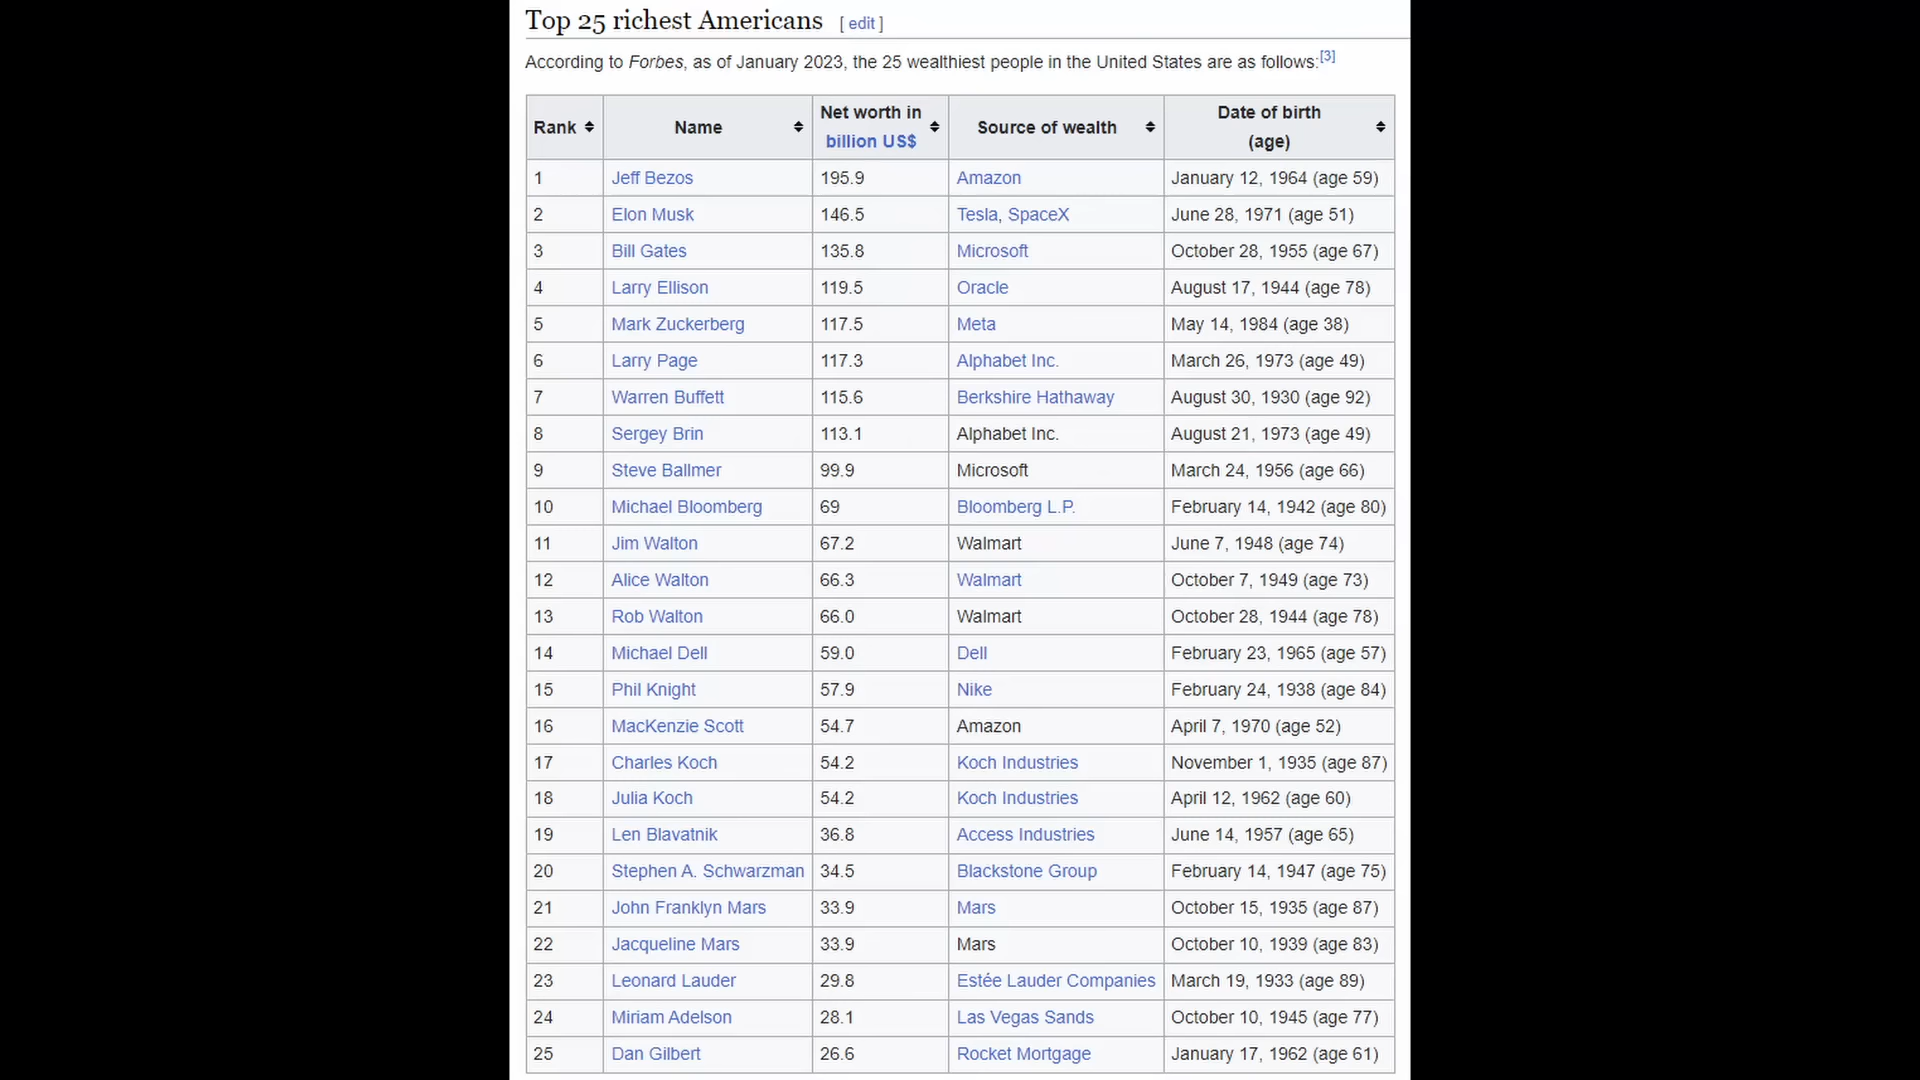 Top 25 richest Americans [ edit ]
According to Forbes, as of January 2023, the 25 wealthiest people in the United States are as follows:[3]
Rank Name Net worth in billion US$ Source of wealth Date of birth (age)
1 Jeff Bezos 195.9 Amazon January 12, 1964 (age 59)
2 Elon Musk 146.5 Tesla, SpaceX June 28, 1971 (age 51)
3 Bill Gates 135.8 Microsoft October 28, 1955 (age 67)
4 Larry Ellison 119.5 Oracle August 17, 1944 (age 78)
5 Mark Zuckerberg 117.5 Meta May 14, 1984 (age 38)
6 Larry Page 117.3 Alphabet Inc. March 26, 1973 (age 49)
7 Warren Buffett 115.6 Berkshire Hathaway August 30, 1930 (age 92)
8 Sergey Brin 113.1 Alphabet Inc. August 21, 1973 (age 49)
9 Steve Ballmer 99.9 Microsoft March 24, 1956 (age 66)
10 Michael Bloomberg 69 Bloomberg L.P. February 14, 1942 (age 80)
11 Jim Walton 67.2 Walmart June 7, 1948 (age 74)
12 Alice Walton 66.3 Walmart October 7, 1949 (age 73)
13 Rob Walton 66.0 Walmart October 28, 1944 (age 78)
14 Michael Dell 59.0 Dell February 23, 1965 (age 57)
15 Phil Knight 57.9 Nike February 24, 1938 (age 84)
16 MacKenzie Scott 54.7 Amazon April 7, 1970 (age 52)
17 Charles Koch 54.2 Koch Industries November 1, 1935 (age 87)
18 Julia Koch 54.2 Koch Industries April 12, 1962 (age 60)
19 Len Blavatnik 36.8 Access Industries June 14, 1957 (age 65)
20 Stephen A. Schwarzman 34.5 Blackstone Group February 14, 1947 (age 75)
21 John Franklyn Mars 33.9 Mars October 15, 1935 (age 87)
22 Jacqueline Mars 33.9 Mars October 10, 1939 (age 83)
23 Leonard Lauder 29.8 Estée Lauder Companies March 19, 1933 (age 89)
24 Miriam Adelson 28.1 Las Vegas Sands October 10, 1945 (age 77)
25 Dan Gilbert 26.6 Rocket Mortgage January 17, 1962 (age 61)